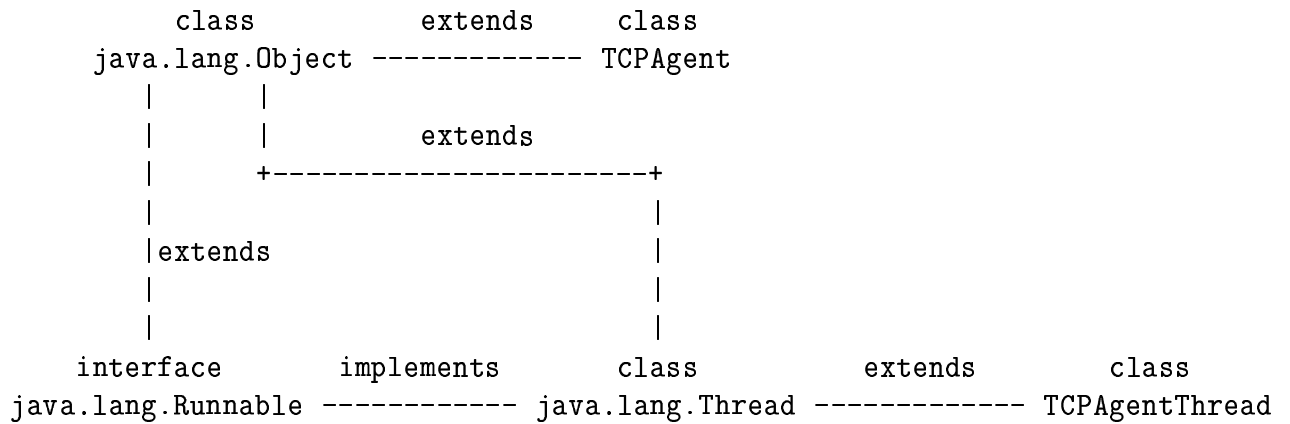 class extends class
java.lang.Object ------------- TCPAgent
| |
| | extends
| +-----------------------+
| |
|extends |
| |
| |
interface implements class extends class
java.lang.Runnable ------------ java.lang.Thread ------------- TCPAgentThread